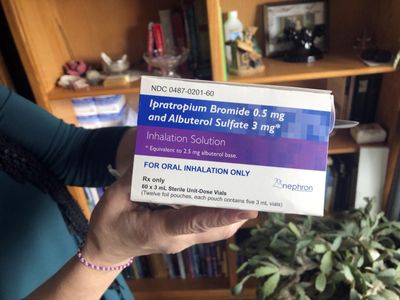 NDC 0487-0201-60
Ipratropium Bromide 0.5 mg
and Albuterol Sulfate 3 mg*
Inhalation Solution
* Equivalent to 2.5 mg albuterol base.
FOR ORAL INHALATION ONLY
Rx only
60 x 3 mL Sterile Unit-Dose Vials
(Twelve foil pouches, each pouch contains five 3 mL vials)
nephron